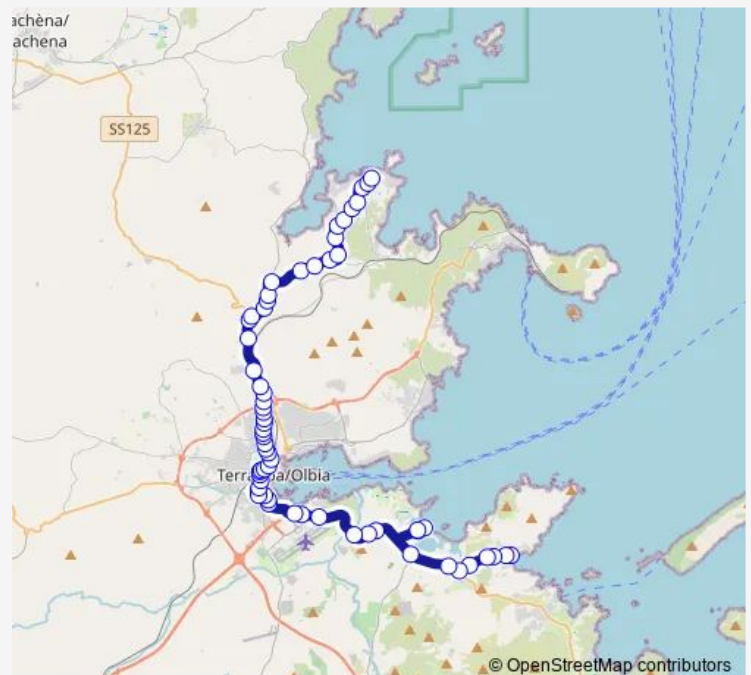 achèna/
achena
SS125
Terranoa/Olbia
© OpenStreetMap contributors